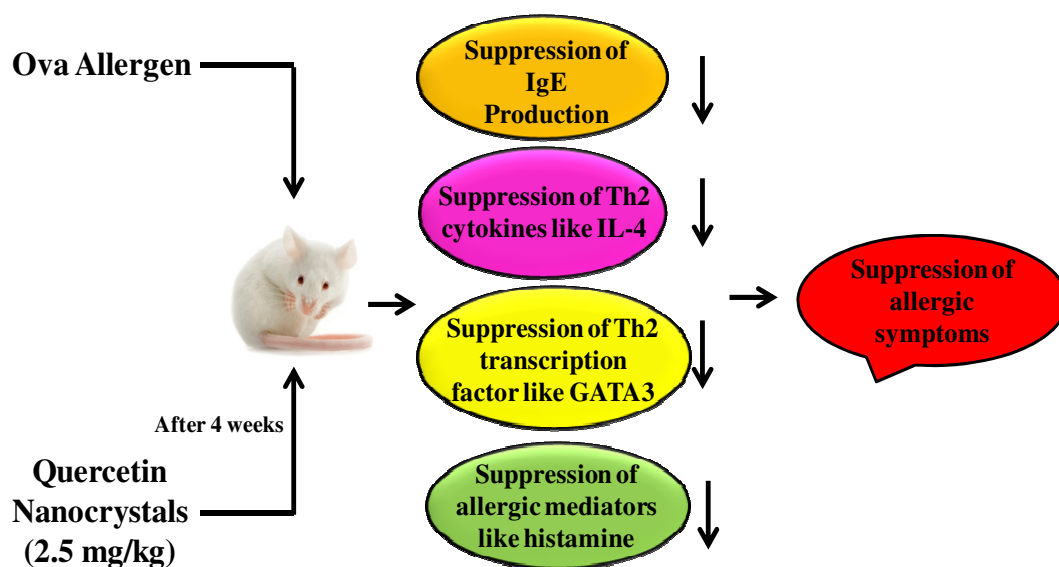 Ova Allergen
After 4 weeks
Quercetin
Nanocrystals
(2.5 mg/kg)
Suppression of
IgE
Production
Suppression of Th2
cytokines like IL-4
Suppression of Th2
transcription
factor like GATA3
Suppression of
allergic mediators
like histamine
Suppression of
allergic
symptoms